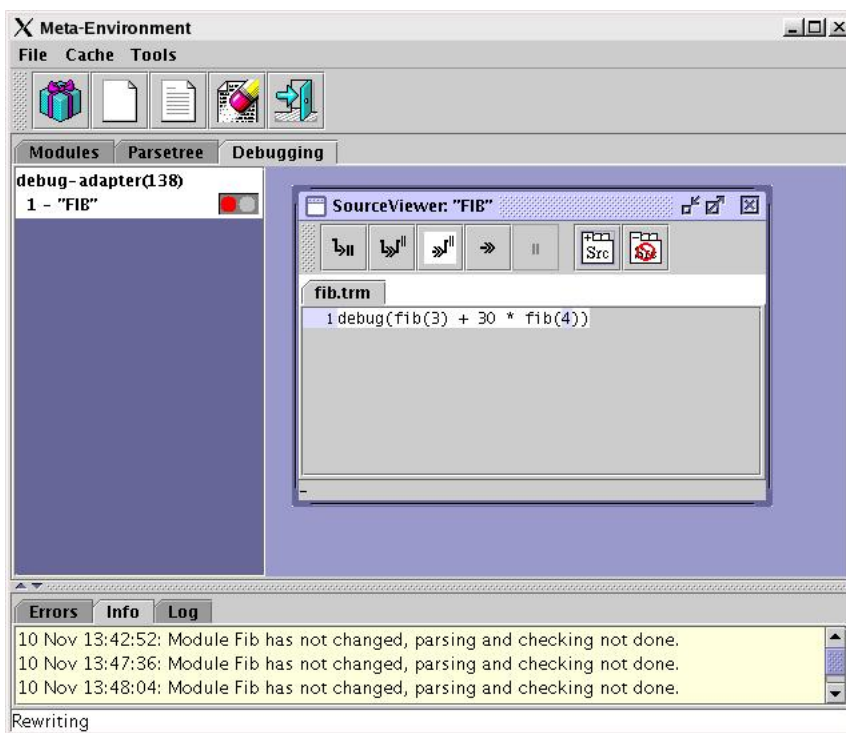 Meta-Environment
File Cache Tools
Modules Parsetree Debugging
debug-adapter(138)
1 - "FIB"
SourceViewer: "FIB"
+
Src
-
Src
fib.trm
1 debug(fib(3) + 30 * fib(4))
-
Errors Info Log
10 Nov 13:42:52: Module Fib has not changed, parsing and checking not done.
10 Nov 13:47:36: Module Fib has not changed, parsing and checking not done.
10 Nov 13:48:04: Module Fib has not changed, parsing and checking not done.
Rewriting